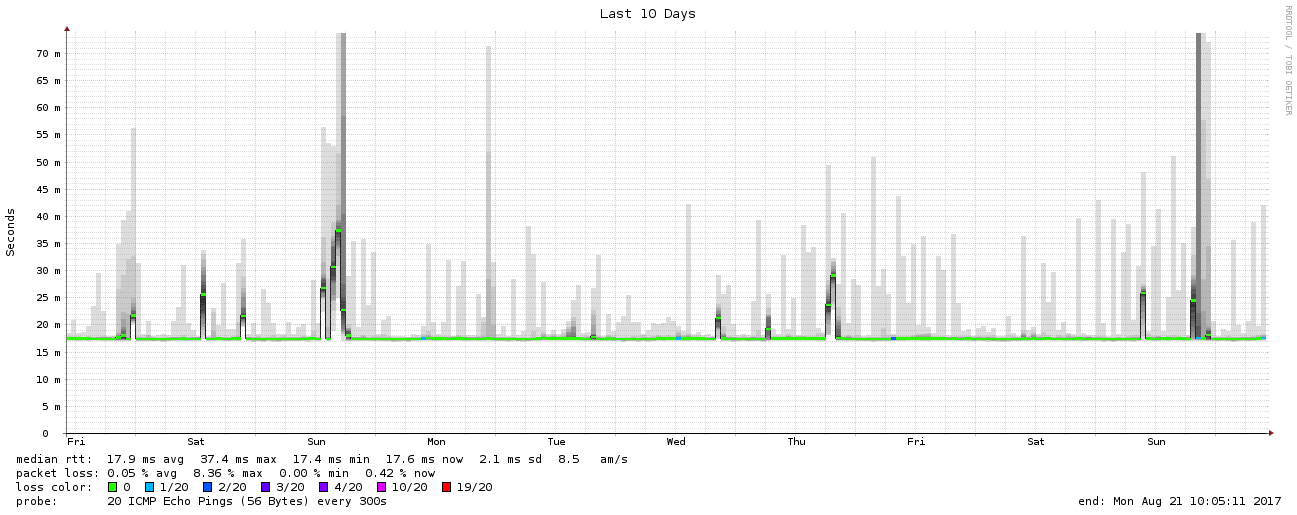 Last 10 Days
RRDTOOL / TOBI OETIKER
Seconds
70 m
65 m
60 m
55 m
50 m
45 m
40 m
35 m
30 m
25 m
20 m
15 m
10 m
5 m
0
Fri Sat Sun Mon Tue Wed Thu Fri Sat Sun
median rtt: 17.9 ms avg 37.4 ms max 17.4 ms min 17.6 ms now 2.1 ms sd 8.5 am/s
packet loss: 0.05 % avg 8.36 % max 0.00 % min 0.42 % now
loss color: 0 1/20 2/20 3/20 4/20 10/20 19/20
probe: 20 ICMP Echo Pings (56 Bytes) every 300s end: Mon Aug 21 10:05:11 2017